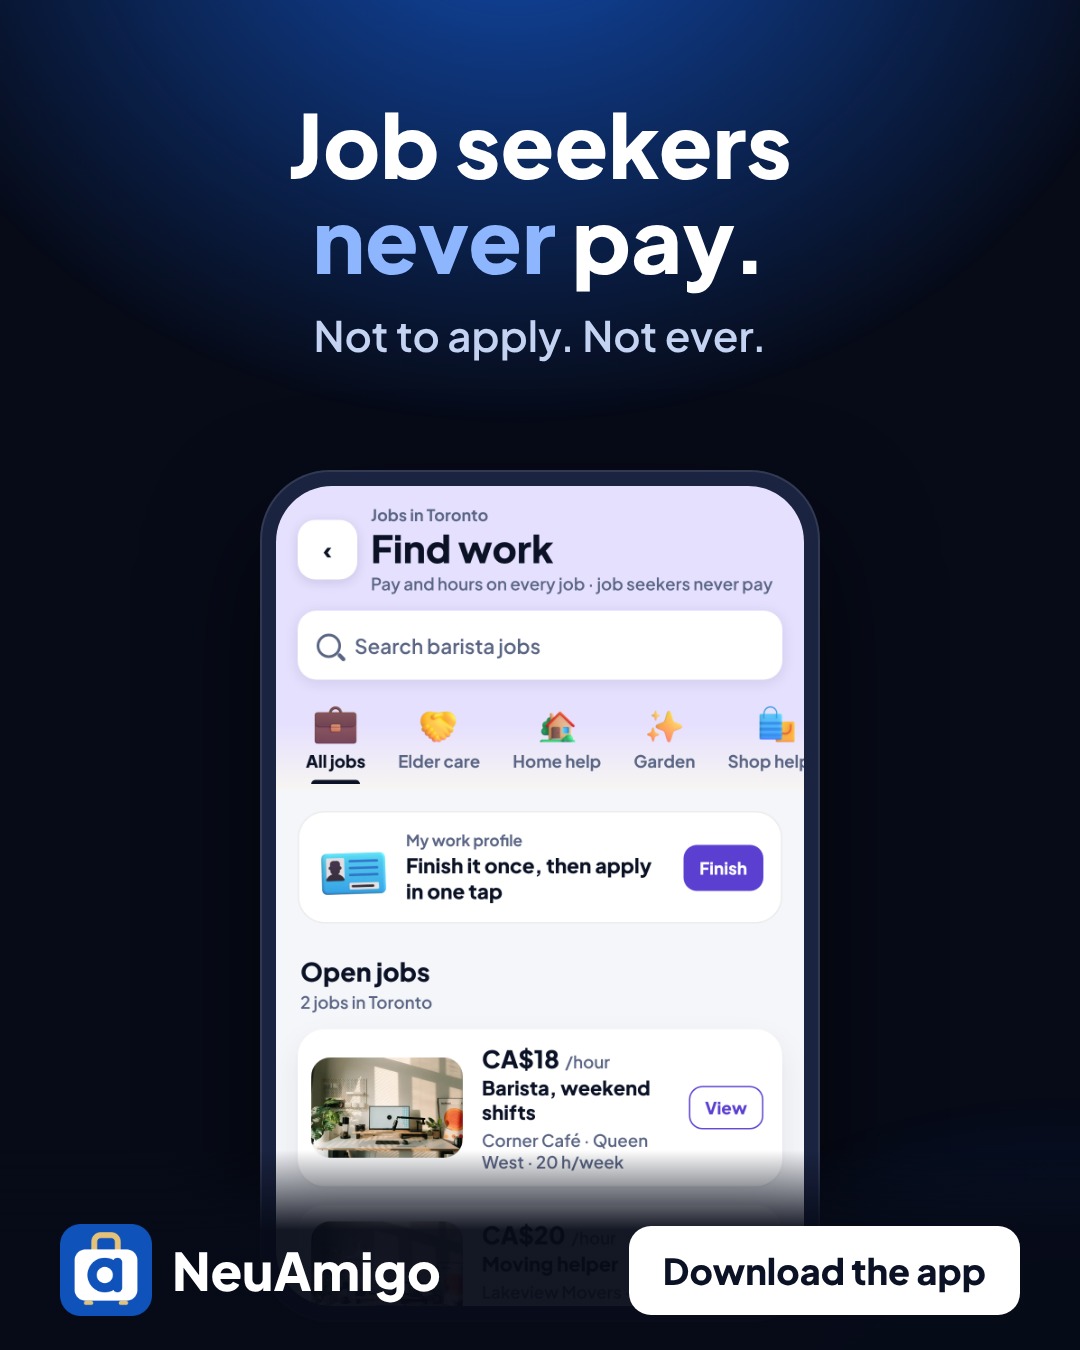 Job seekers
never pay.
Not to apply. Not ever.
Jobs in Toronto
Find work
Pay and hours on every job · job seekers never pay
Search barista jobs
All jobs
Elder care
Home help
Garden
Shop help
My work profile
Finish it once, then apply
in one tap
Finish
Open jobs
2 jobs in Toronto
CA$18 /hour
Barista, weekend
shifts
Corner Café · Queen
West · 20 h/week
View
CA$20 /hour
Moving helper
Lakeview Movers
NeuAmigo
Download the app